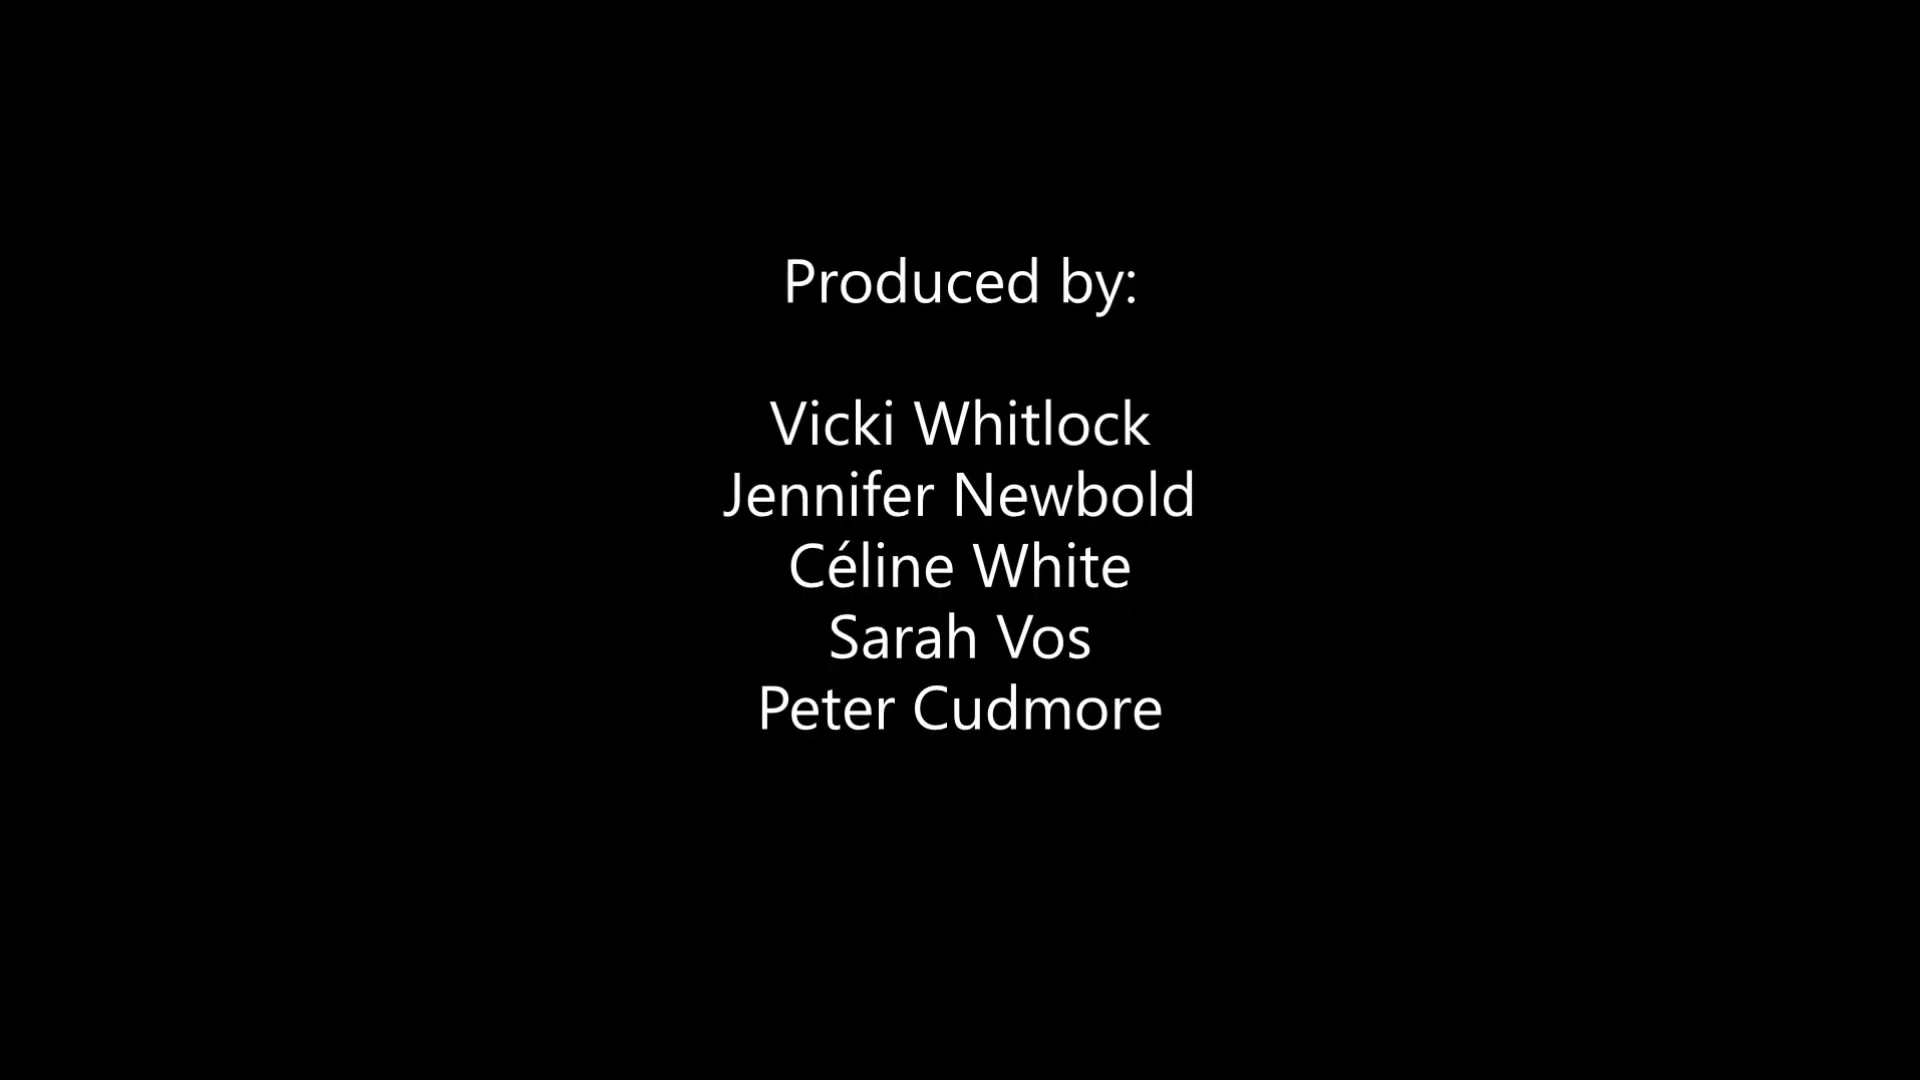 Produced by:
Vicki Whitlock
Jennifer Newbold
Céline White
Sarah Vos
Peter Cudmore